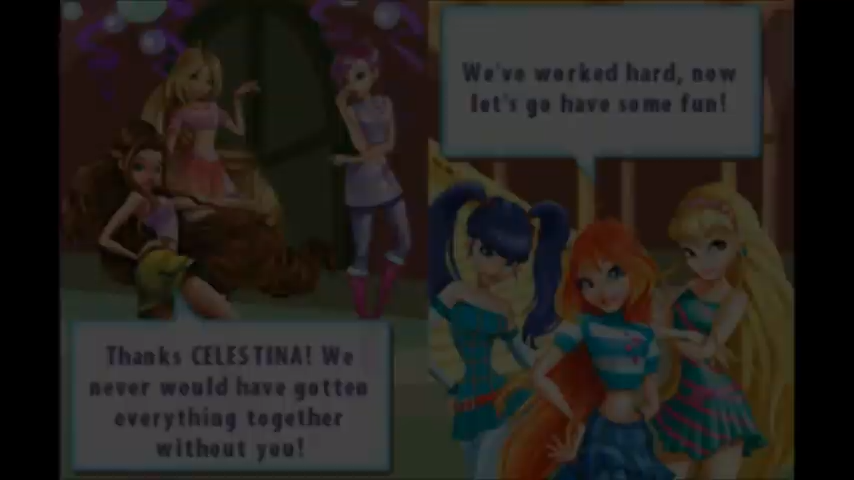 Thanks CELESTINA! We
never would have gotten
everything together
without you!
We've worked hard, now
let's go have some fun!